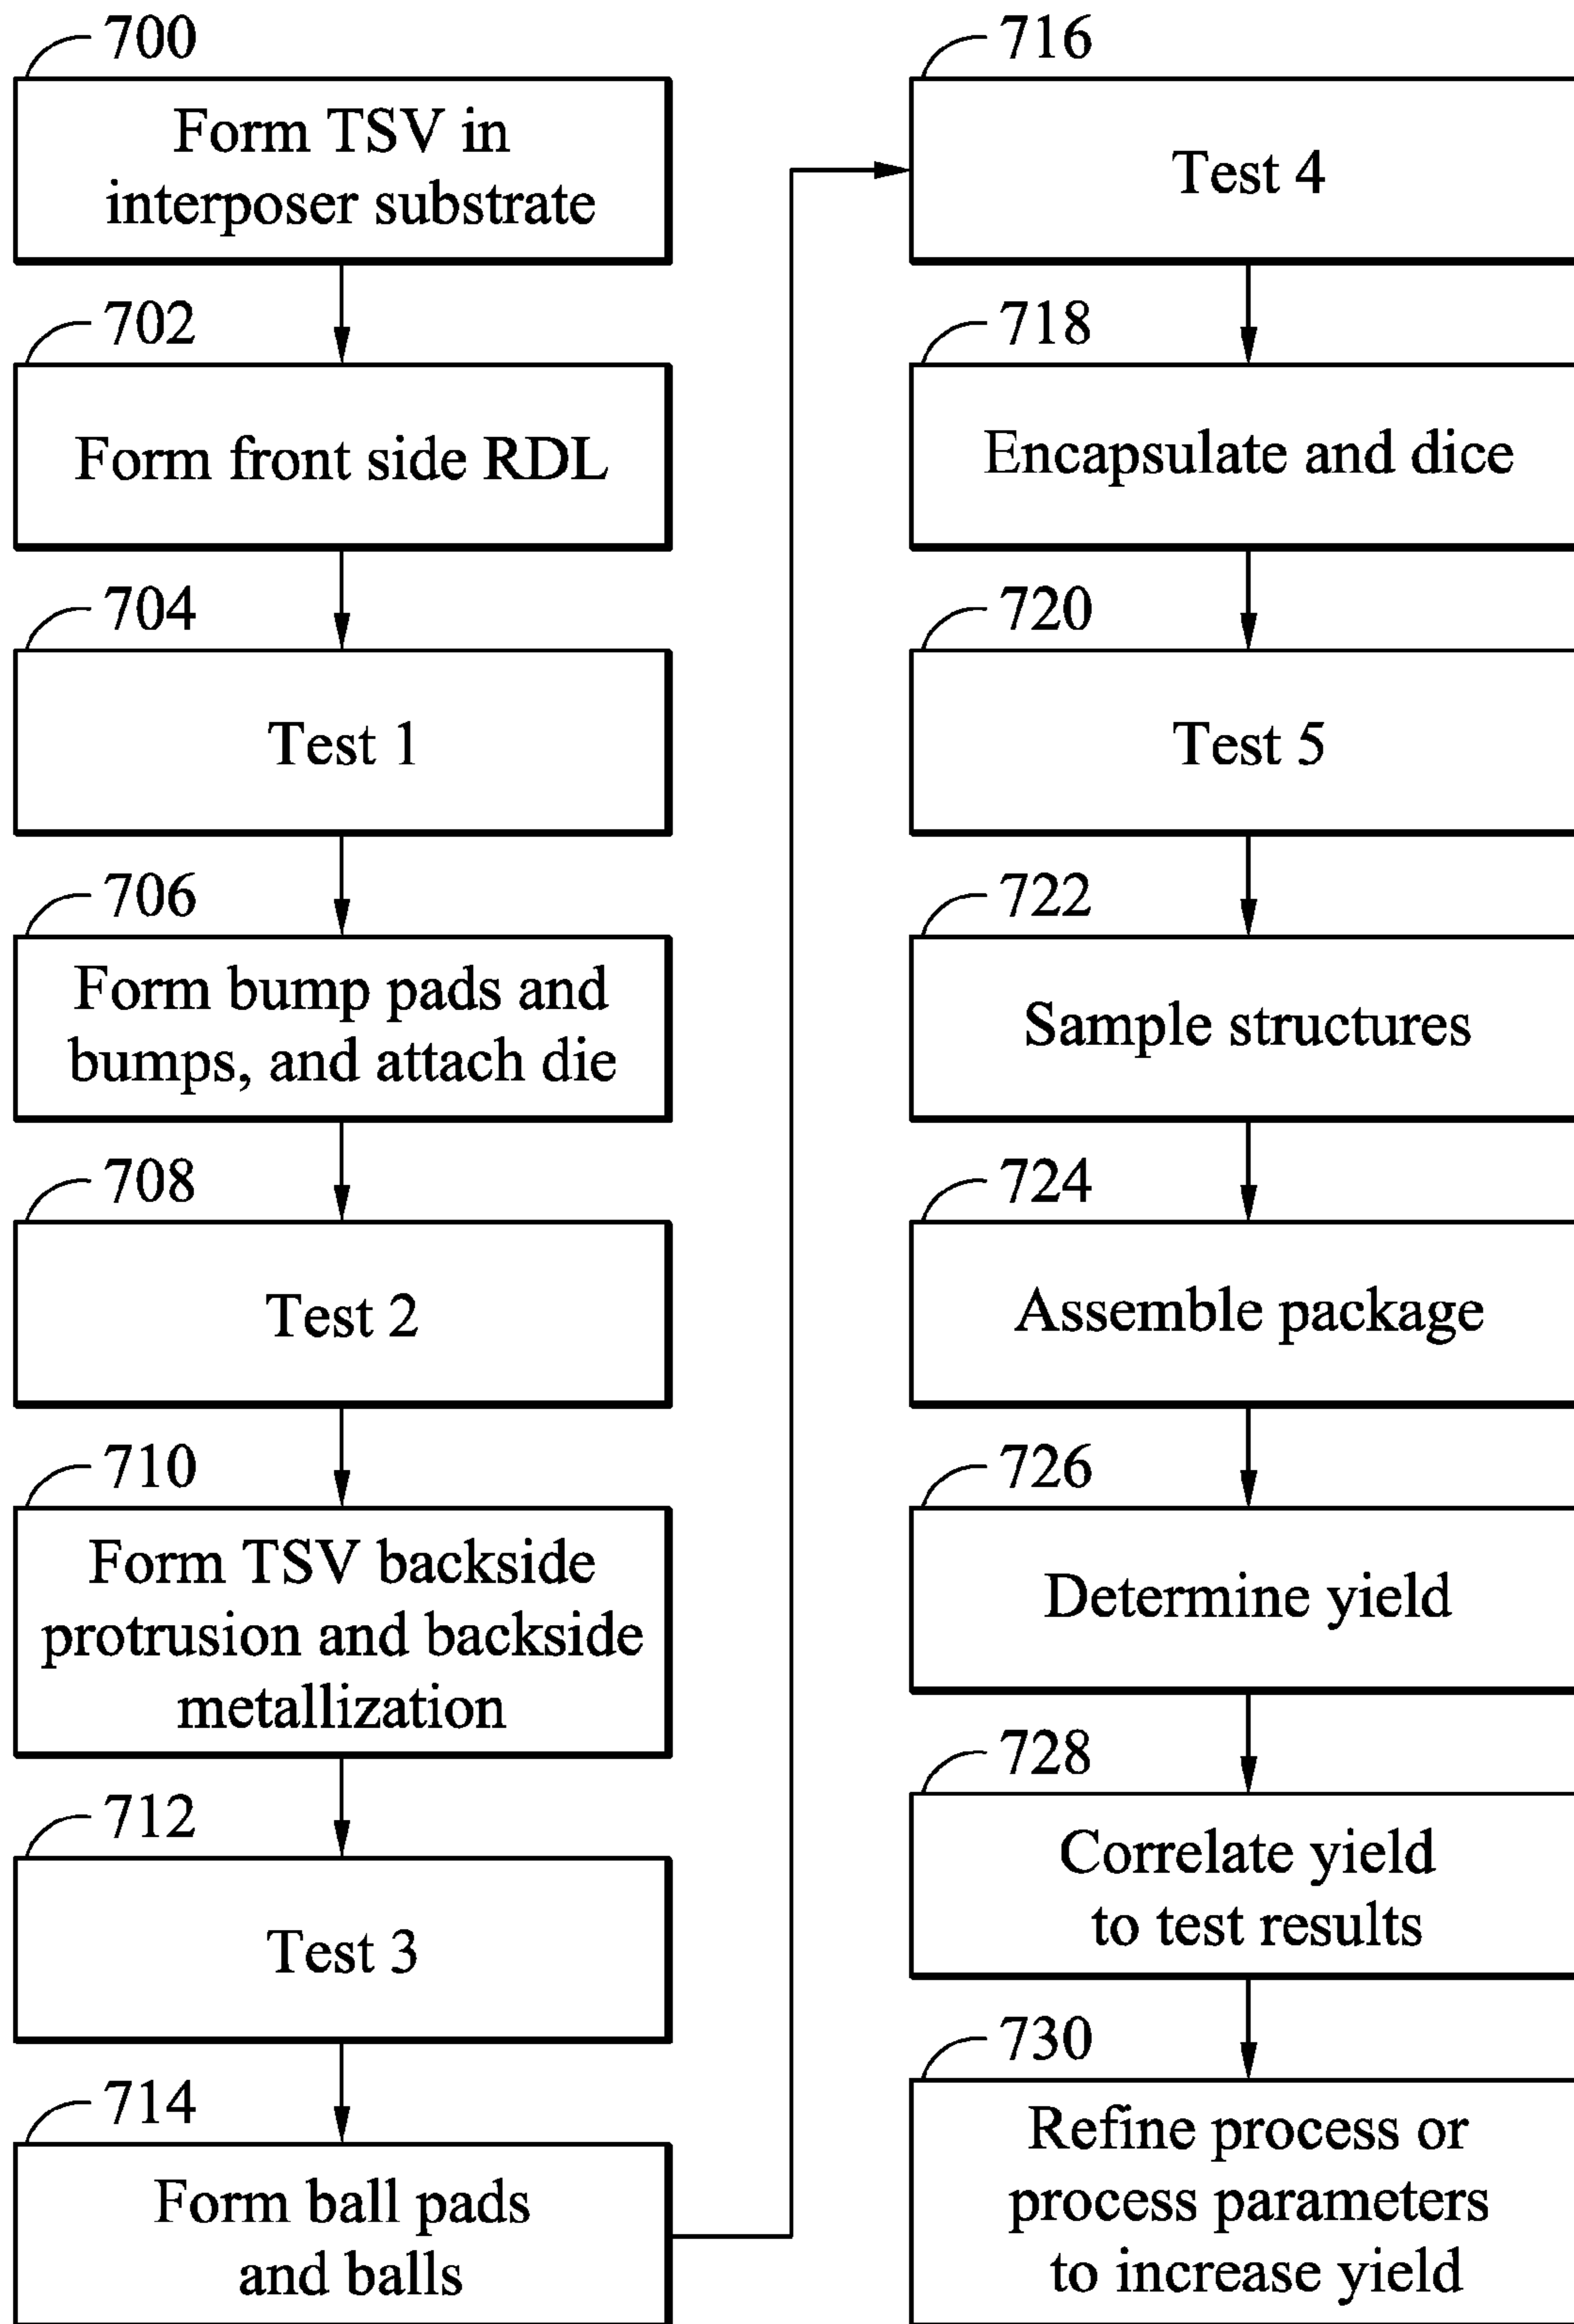 700
Form TSV in
interposer substrate
702
Form front side RDL
704
Test 1
706
Form bump pads and
bumps, and attach die
708
Test 2
710
Form TSV backside
protrusion and backside
metallization
712
Test 3
714
Form ball pads
and balls
716
Test 4
718
Encapsulate and dice
720
Test 5
722
Sample structures
724
Assemble package
726
Determine yield
728
Correlate yield
to test results
730
Refine process or
process parameters
to increase yield